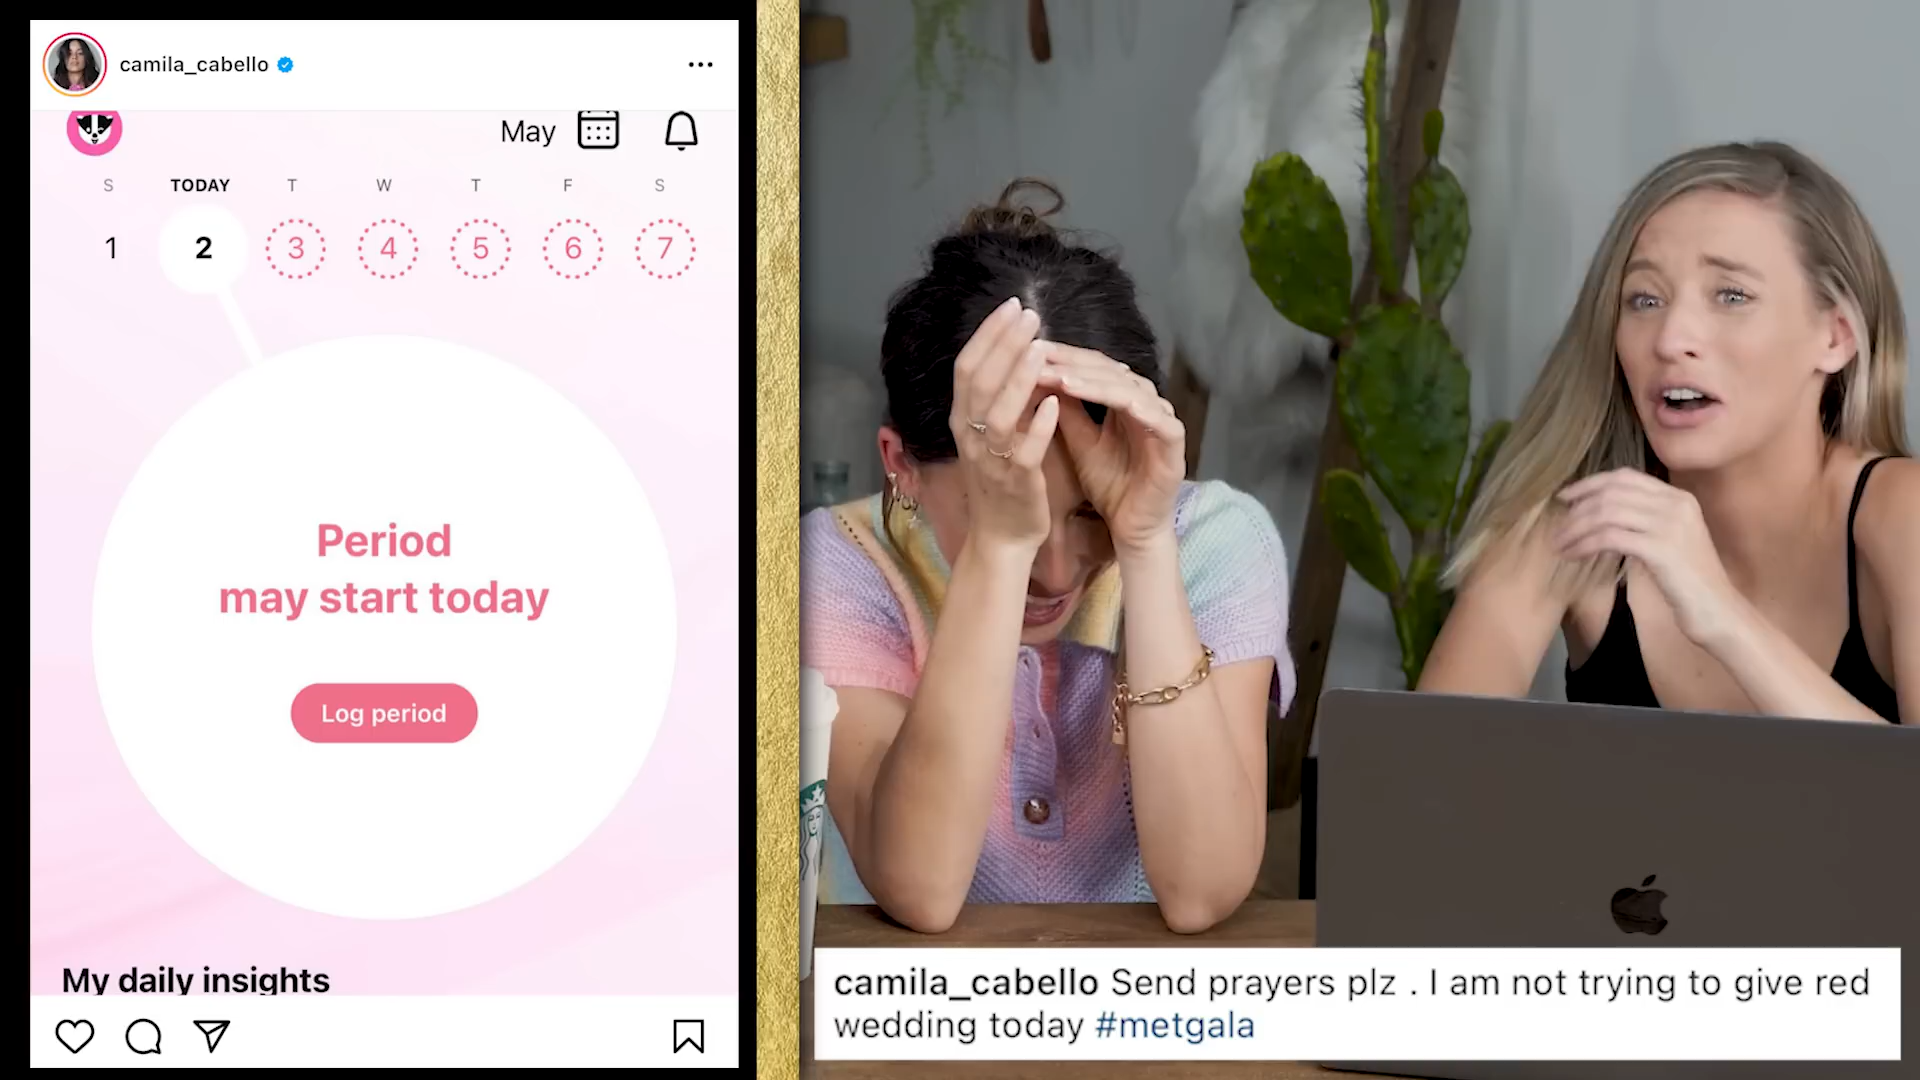 camila_cabello
May
S TODAY T W T F S
1 2 3 4 5 6 7
Period
may start today
Log period
My daily insights
camila_cabello Send prayers plz . I am not trying to give red
wedding today #metgala